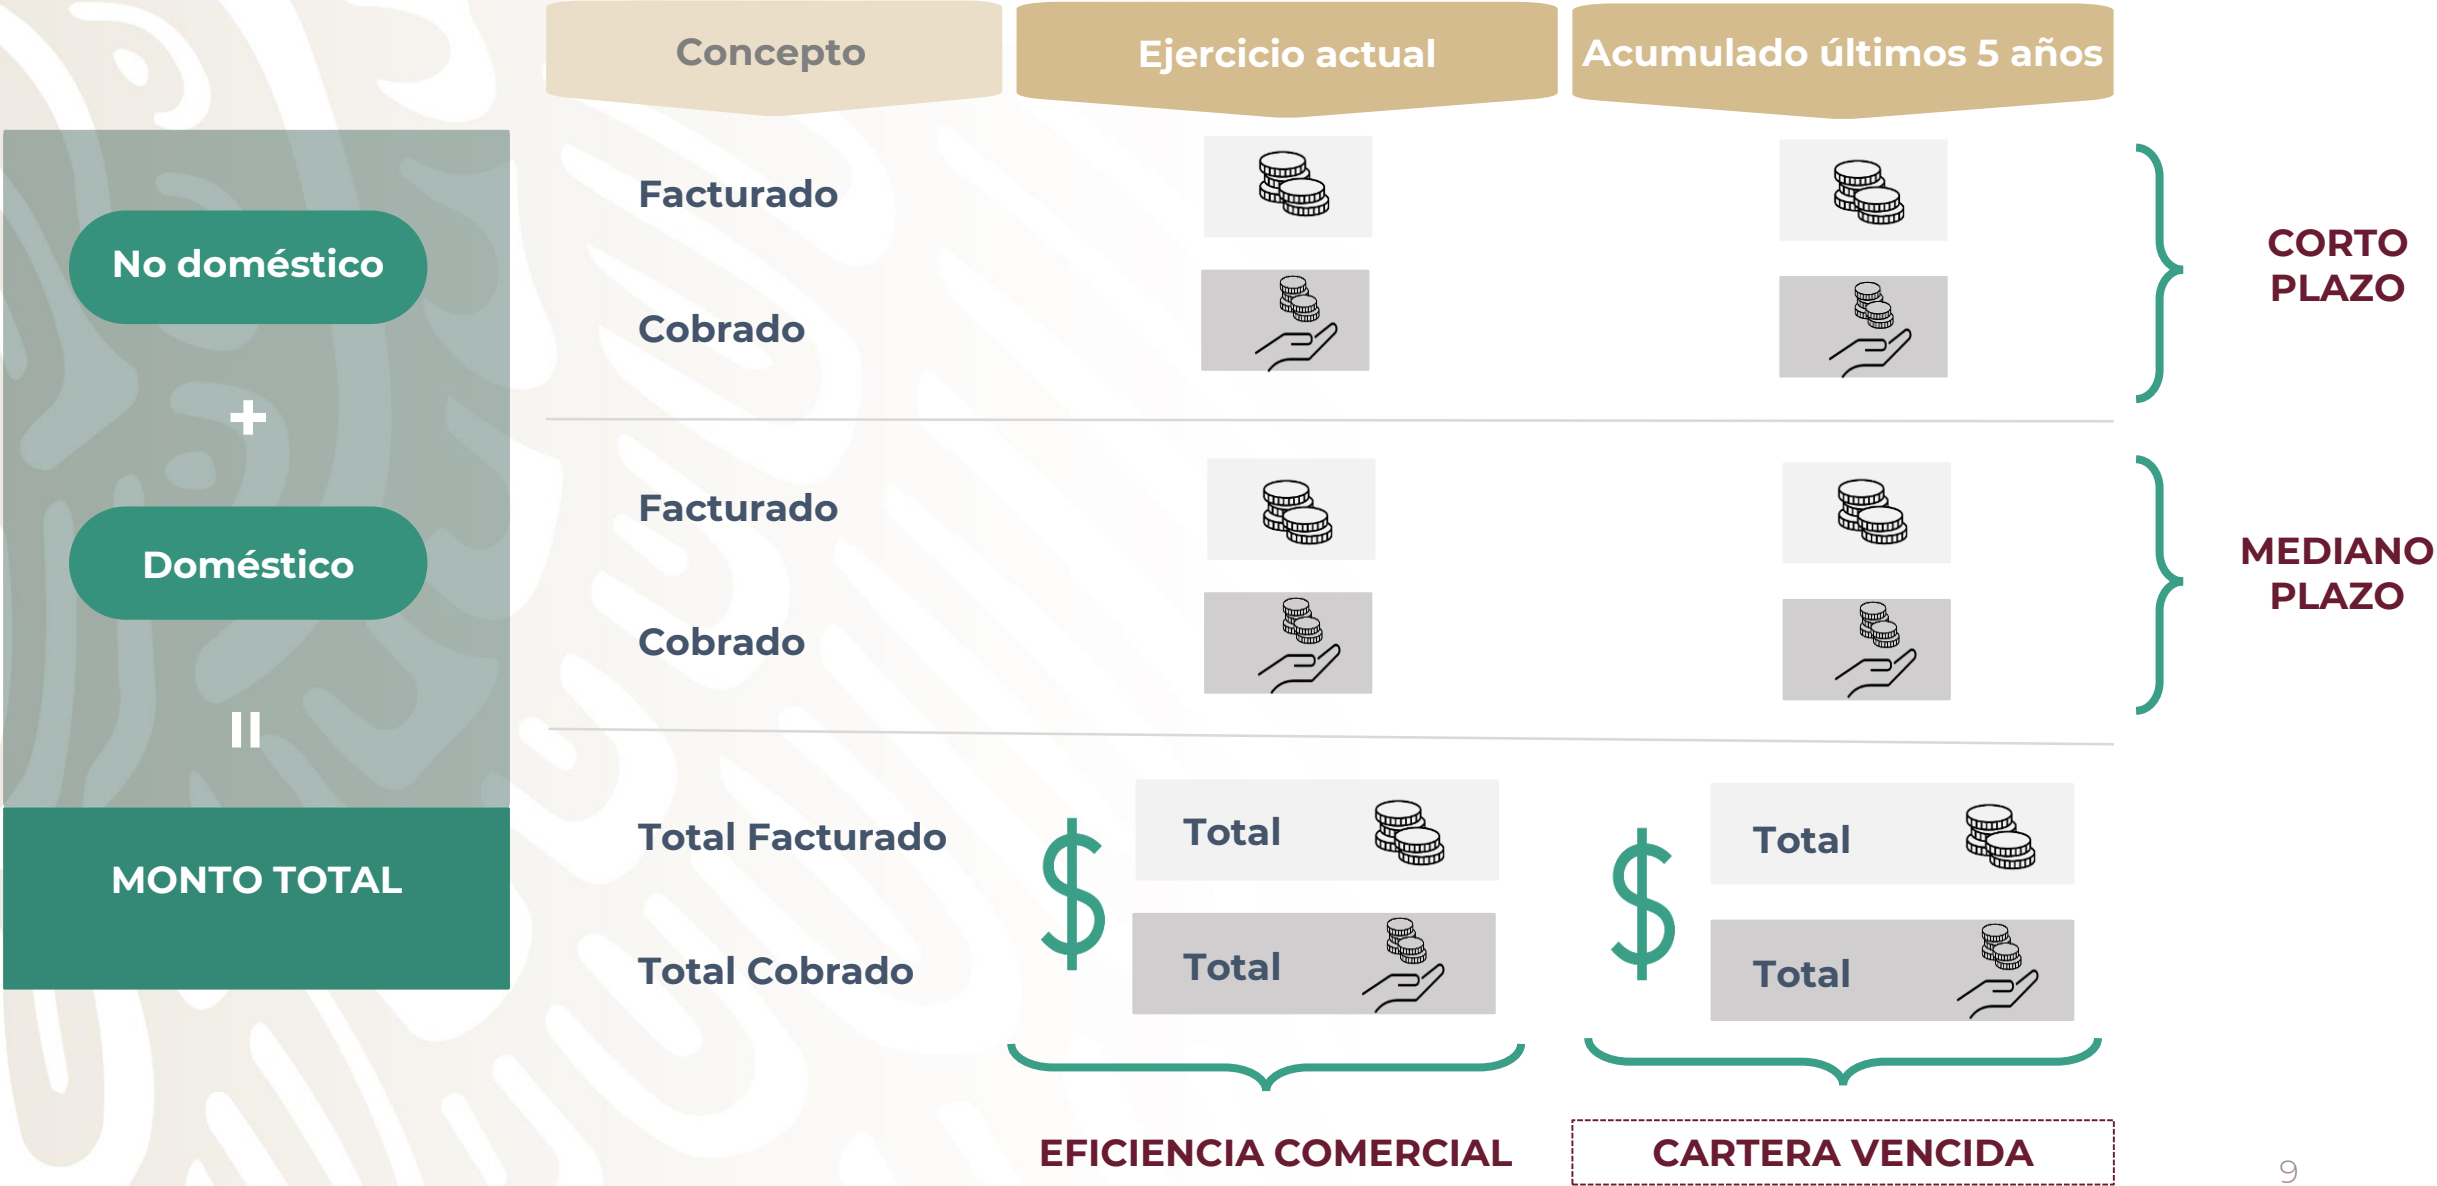 Concepto
Ejercicio actual
Acumulado últimos 5 años
No doméstico
Facturado
Cobrado
CORTO
PLAZO
+
Doméstico
Facturado
Cobrado
MEDIANO
PLAZO
=
MONTO TOTAL
Total Facturado
$
Total
$
Total
Total Cobrado
Total
Total
EFICIENCIA COMERCIAL
CARTERA VENCIDA
9